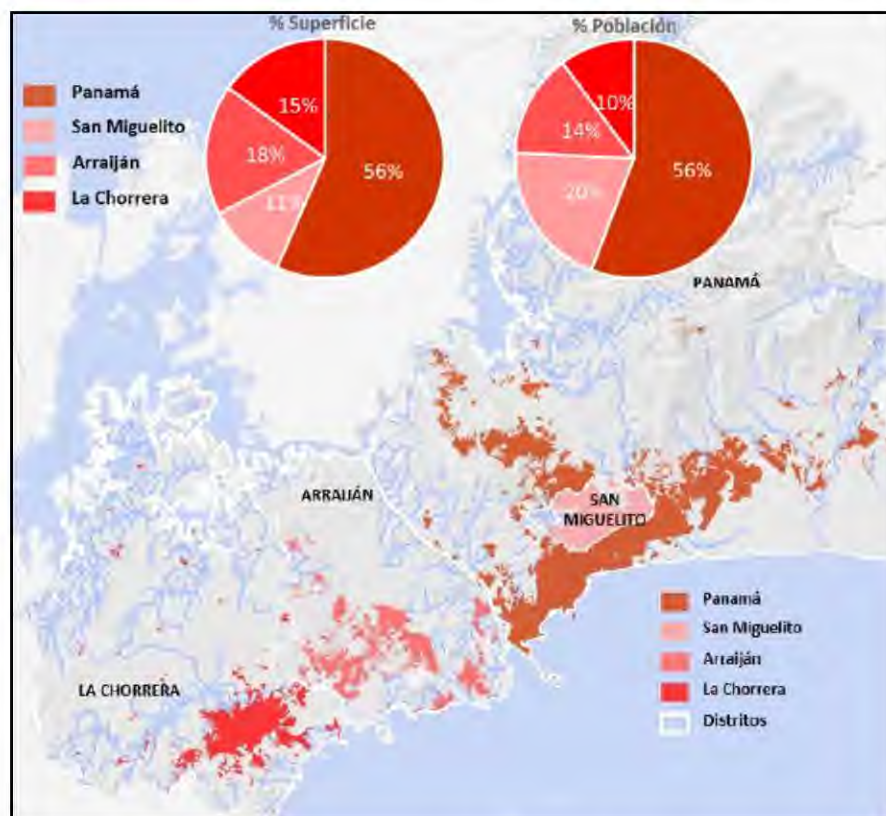 % Superficie
% Población
Panamá
San Miguelito
Arraiján
La Chorrera
15%
18%
11%
56%
10%
14%
20%
56%
PANAMÁ
ARRAIJÁN
SAN
MIGUELITO
LA CHORRERA
Panamá
San Miguelito
Arraiján
La Chorrera
Distritos